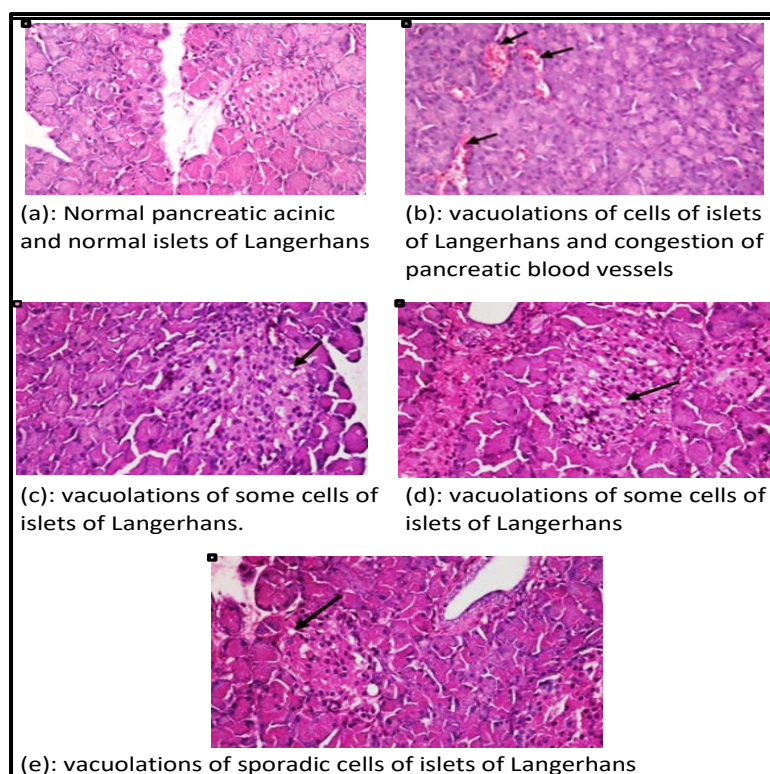 (a): Normal pancreatic acinic
and normal islets of Langerhans
(b): vacuolations of cells of islets
of Langerhans and congestion of
pancreatic blood vessels
(c): vacuolations of some cells of
islets of Langerhans.
(d): vacuolations of some cells of
islets of Langerhans
(e): vacuolations of sporadic cells of islets of Langerhans